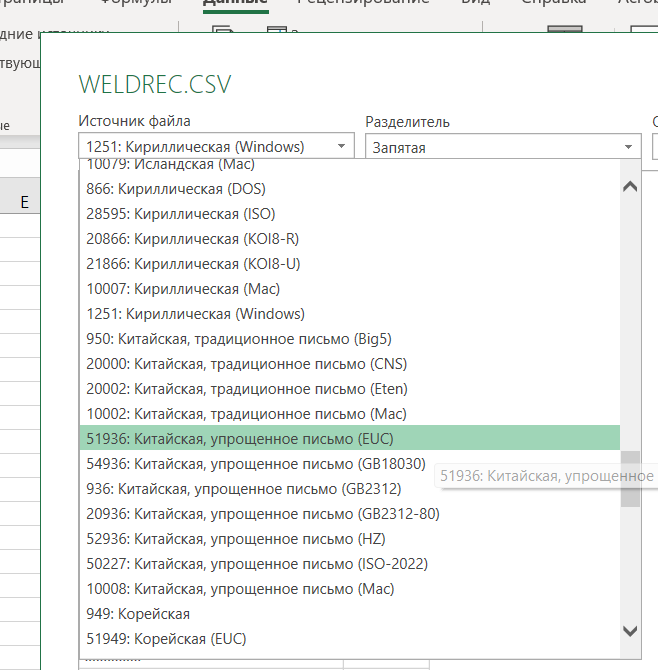 Формулы Данные Рецензирование Вид Справка
WELDREC.CSV
Источник файла
Разделитель
1251: Кириллическая (Windows)
Запятая
E
10079: Исландская (Mac)
866: Кириллическая (DOS)
28595: Кириллическая (ISO)
20866: Кириллическая (KOI8-R)
21866: Кириллическая (KOI8-U)
10007: Кириллическая (Mac)
1251: Кириллическая (Windows)
950: Китайская, традиционное письмо (Big5)
20000: Китайская, традиционное письмо (CNS)
20002: Китайская, традиционное письмо (Eten)
10002: Китайская, традиционное письмо (Mac)
51936: Китайская, упрощенное письмо (EUC)
54936: Китайская, упрощенное письмо (GB18030)
51936: Китайская, упрощенное
936: Китайская, упрощенное письмо (GB2312)
20936: Китайская, упрощенное письмо (GB2312-80)
52936: Китайская, упрощенное письмо (HZ)
50227: Китайская, упрощенное письмо (ISO-2022)
10008: Китайская, упрощенное письмо (Mac)
949: Корейская
51949: Корейская (EUC)